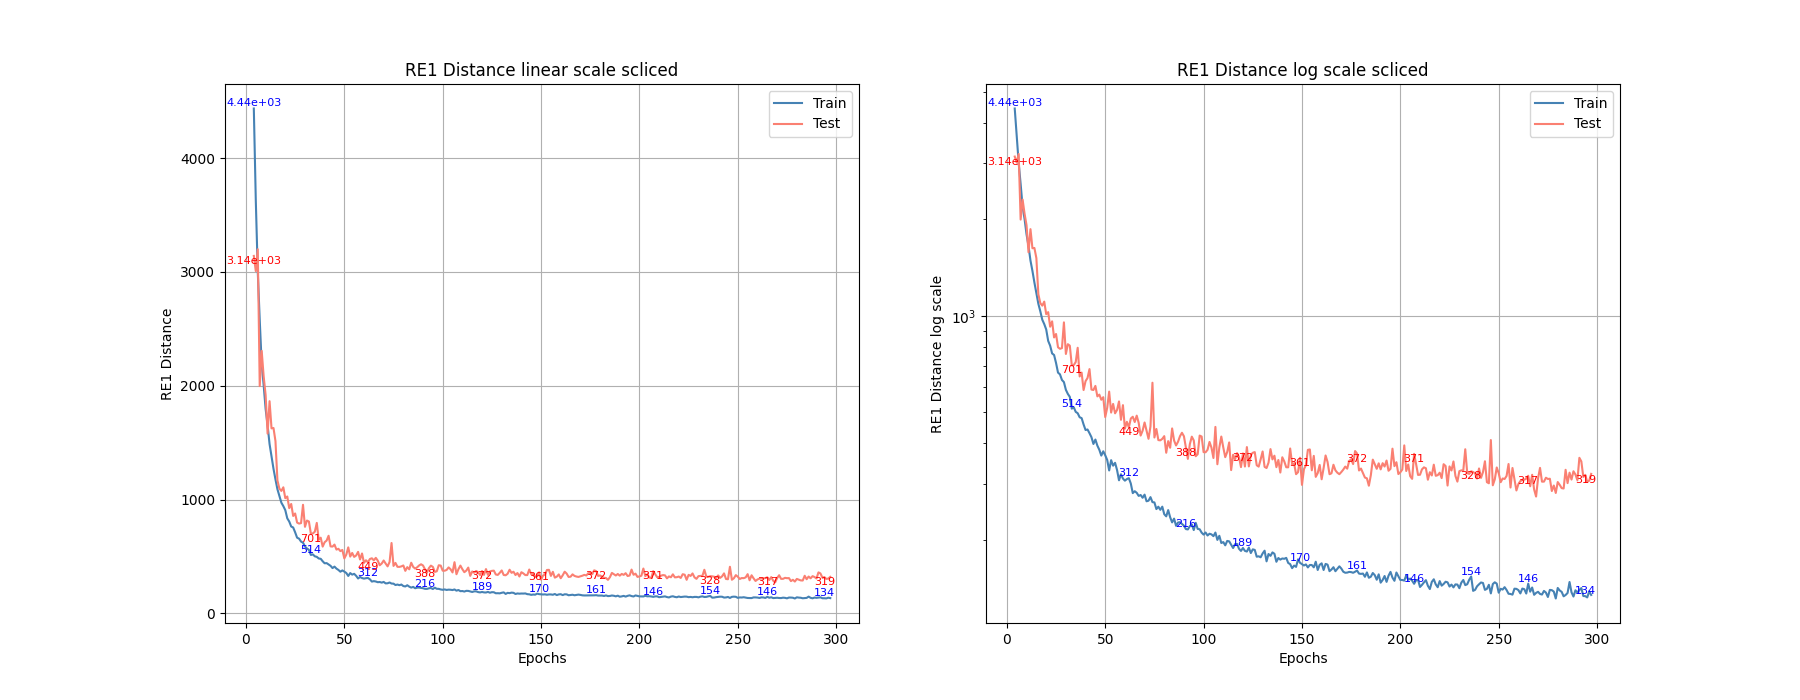 RE1 Distance linear scale scliced
4.44e+03
3.14e+03
701
514
449
312
388
216
372
189
361
170
372
161
371
146
328
154
317
146
319
134
Train
Test
4000
3000
2000
1000
0
0 50 100 150 200 250 300
Epochs
RE1 Distance
RE1 Distance log scale scliced
4.44e+03
3.14e+03
701
514
449
312
388
216
372
189
361
170
372
161
371
146
328
154
317
146
319
134
Train
Test
10³
0 50 100 150 200 250 300
Epochs
RE1 Distance log scale